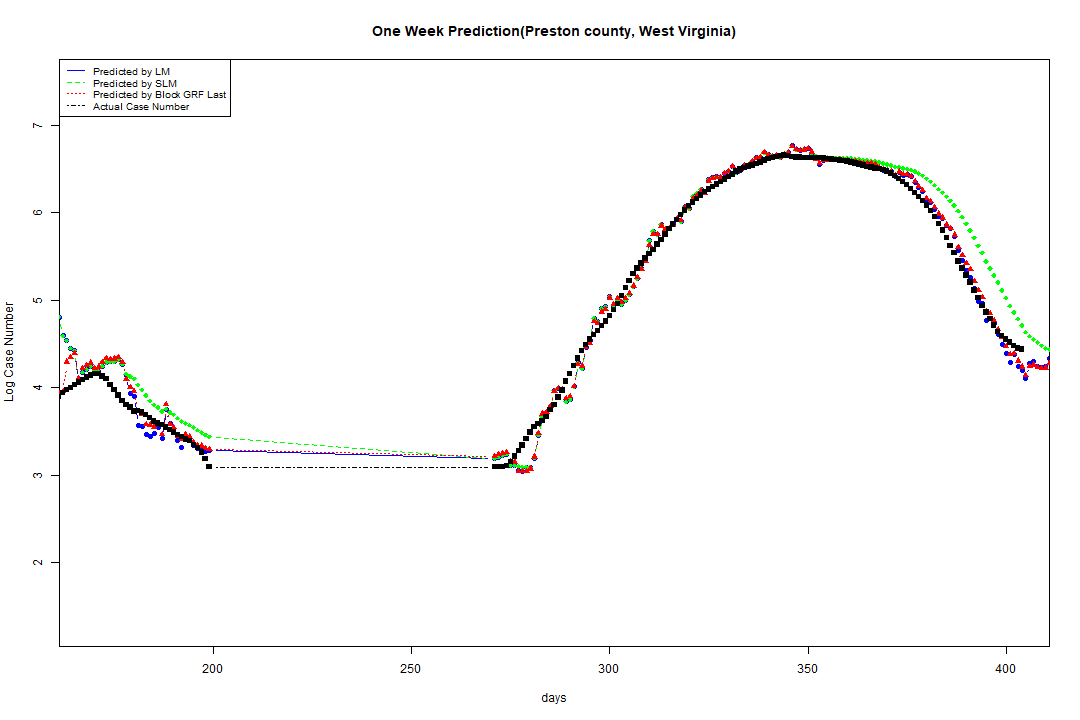 One Week Prediction(Preston county, West Virginia)
Predicted by LM
Predicted by SLM
Predicted by Block GRF Last
Actual Case Number
7
6
5
4
3
2
Log Case Number
200 250 300 350 400
days